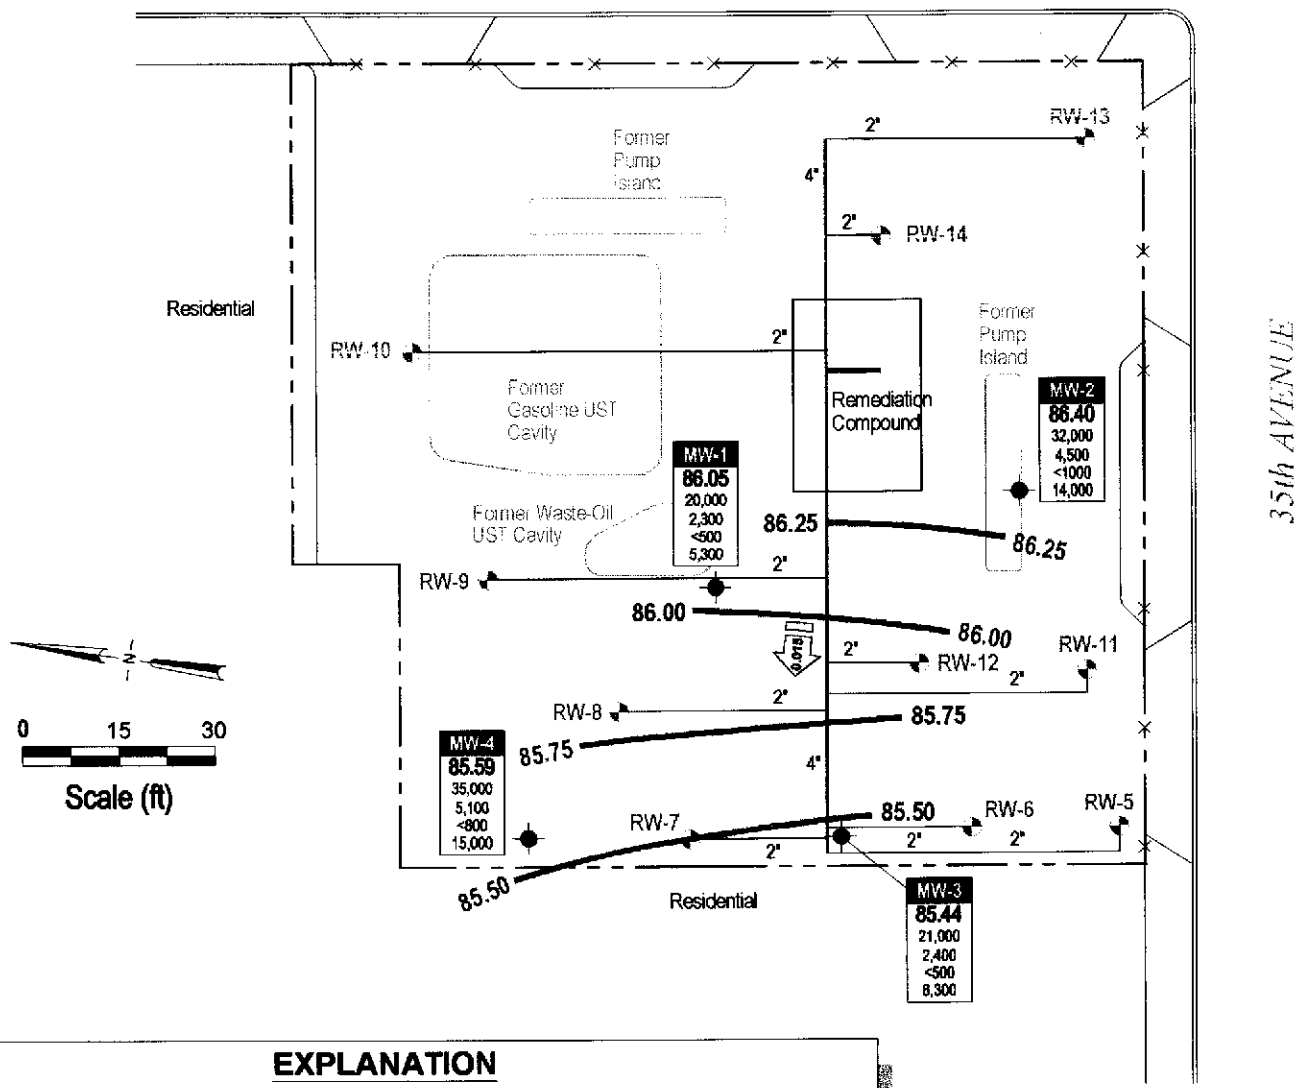 RW-13
2"
4"
Former
Pump
Island
2"
RW-14
Residential
Former
Pump
Island
35th AVENUE
RW-10
2"
Former
Gasoline UST
Cavity
Remediation
Compound
MW-2
86.40
32,000
4,500
<1000
14,000
MW-1
86.05
20,000
2,300
<500
5,300
Former Waste-Oil
UST Cavity
86.25
86.25
RW-9
2"
86.00
86.00
0.015
2"
RW-12
RW-11
2"
N
RW-8
2"
85.75
85.75
0 15 30
Scale (ft)
MW-4
85.59
35,000
5,100
<800
15,000
4"
85.50
RW-7
2"
RW-6
2"
RW-5
2"
85.50
Residential
MW-3
85.44
21,000
2,400
<500
8,300
EXPLANATION